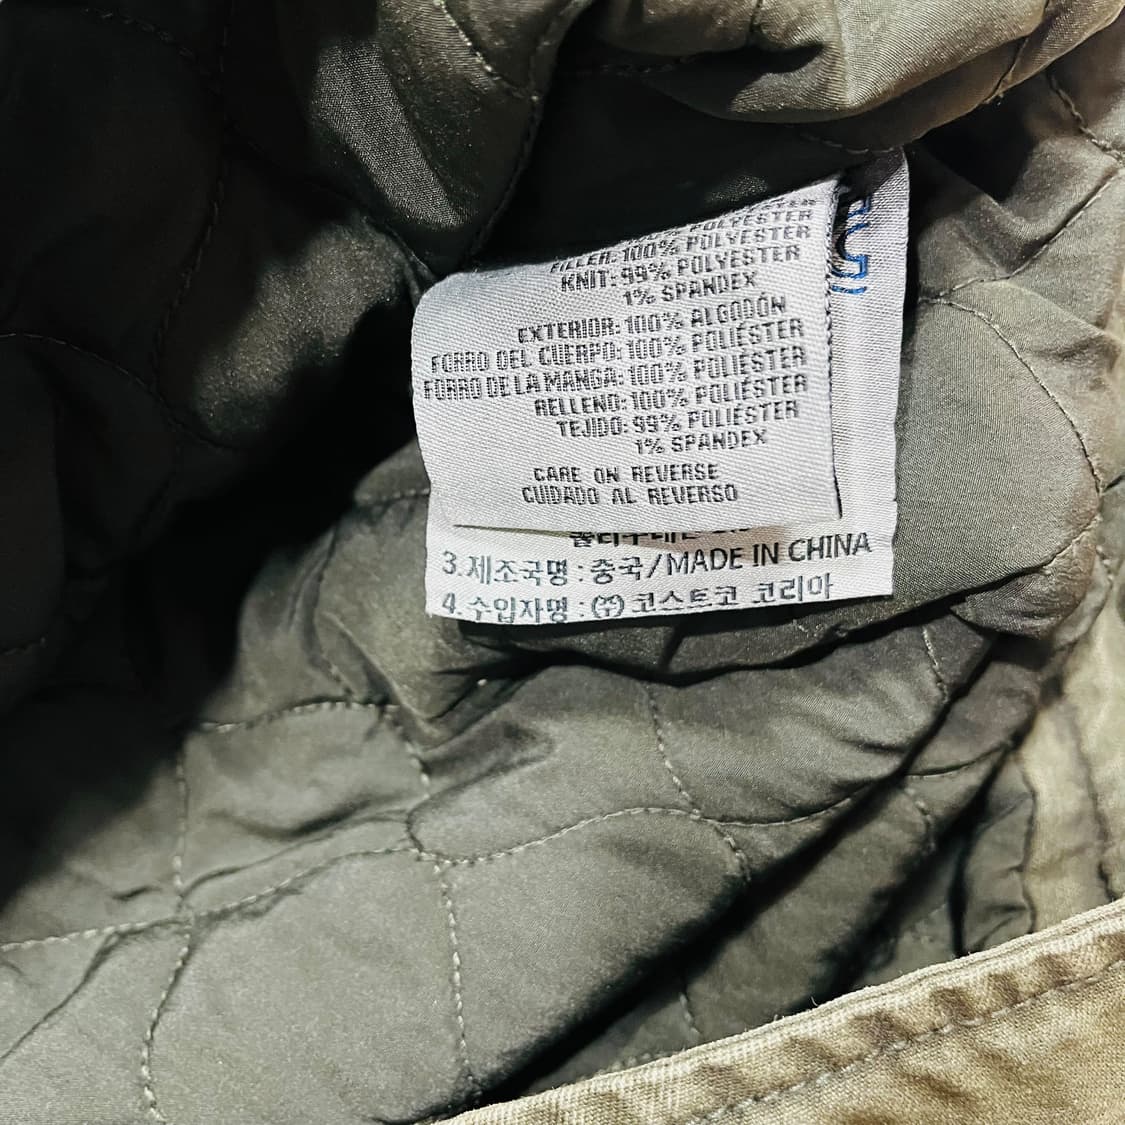 POLYESTER
FILLER: 100% POLYESTER
KNIT: 99% POLYESTER
1% SPANDEX
EXTERIOR: 100% ALGODÓN
FORRO DEL CUERPO: 100% POLIÉSTER
FORRO DE LA MANGA: 100% POLIÉSTER
RELLENO: 100% POLIÉSTER
TEJIDO: 99% POLIÉSTER
1% SPANDEX
CARE ON REVERSE
CUIDADO AL REVERSO
3.제조국명 : 중국/MADE IN CHINA
4.수입자명 : ㈜ 코스트코 코리아